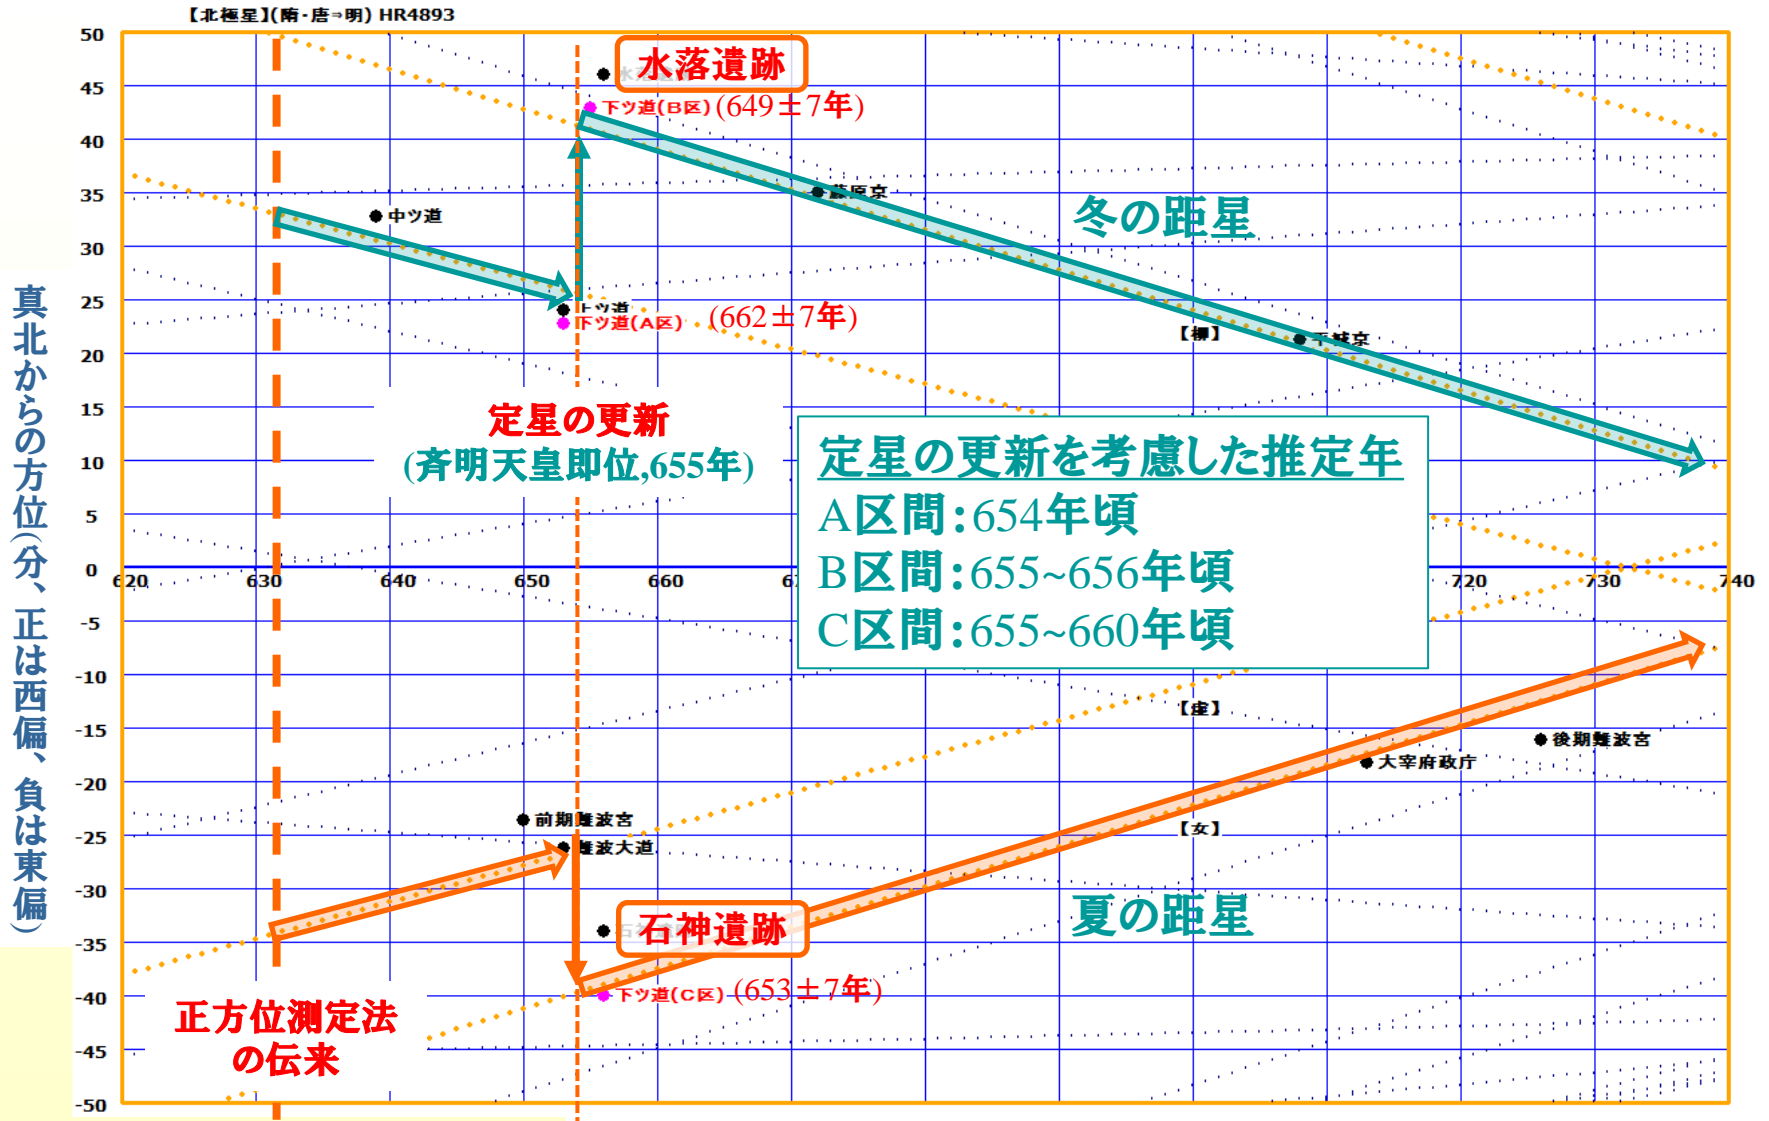 【北極星】(隋・唐⇒明) HR4893
50
45
40
35
30
25
20
15
10
5
0
-5
-10
-15
-20
-25
-30
-35
-40
-45
-50
620
630
640
650
660
720
730
740
真北からの方位(分、正は西偏、負は東偏)
水落遺跡
下ツ道(B区) (649±7年)
藤原京
中ツ道
冬の距星
上ツ道
下ツ道(A区) (662±7年)
【柳】
平城京
定星の更新
(斉明天皇即位,655年)
定星の更新を考慮した推定年
A区間:654年頃
B区間:655~656年頃
C区間:655~660年頃
【虚】
後期難波宮
大宰府政庁
前期難波宮
【女】
難波大道
夏の距星
石神遺跡
下ツ道(C区) (653±7年)
正方位測定法
の伝来